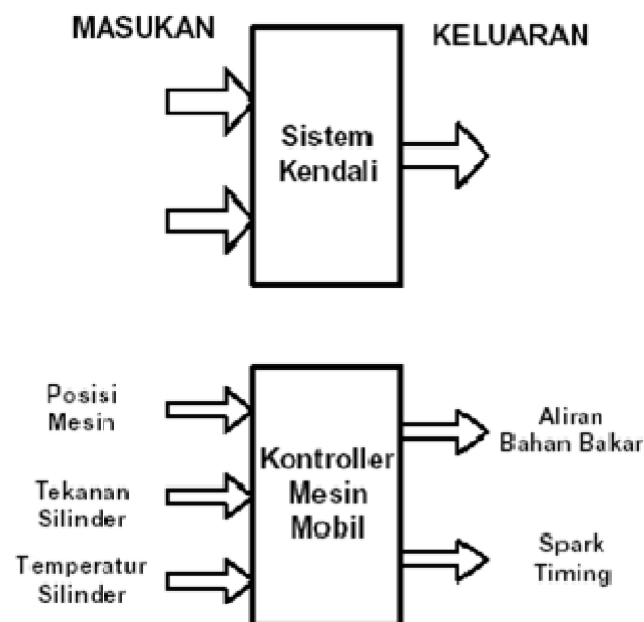 MASUKAN
KELUARAN
Sistem
Kendali
Posisi
Mesin
Tekanan
Silinder
Temperatur
Silinder
Kontroller
Mesin
Mobil
Aliran
Bahan Bakar
Spark
Timing